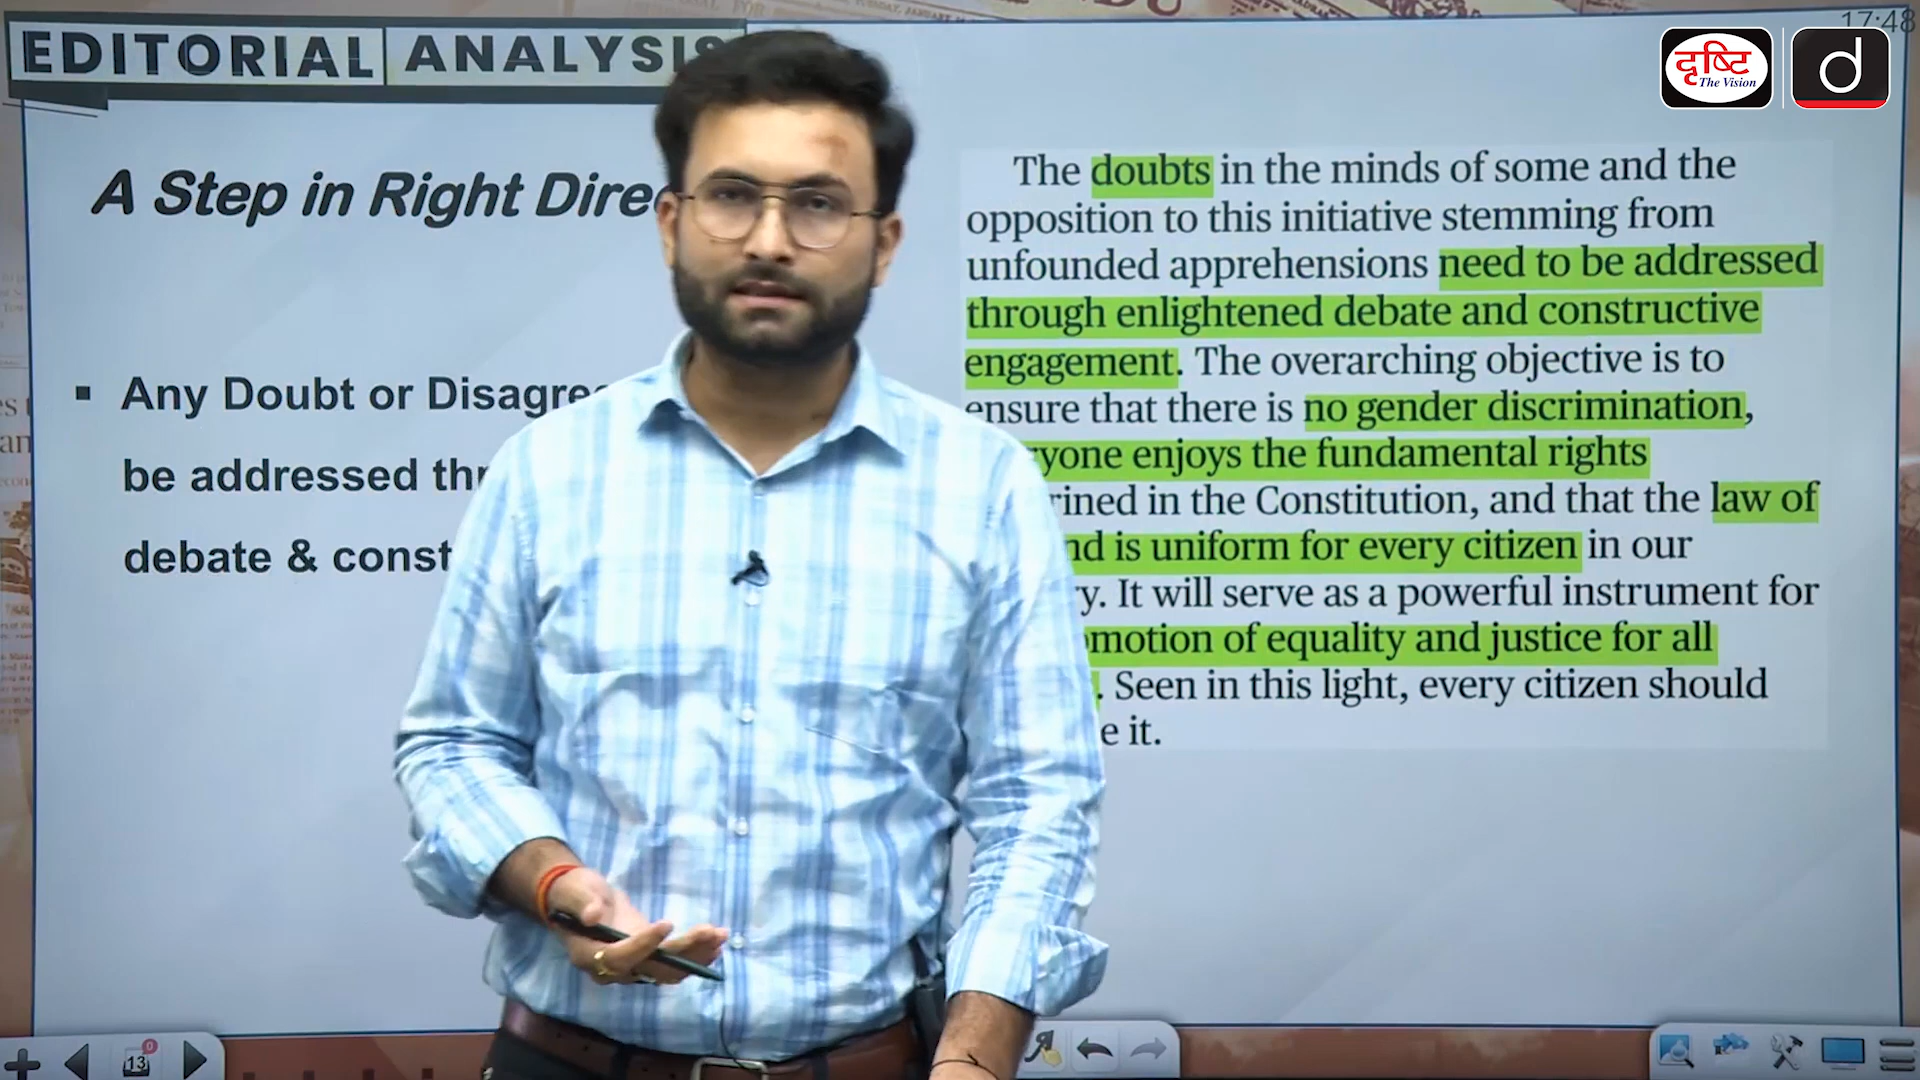 EDITORIAL ANALYSIS
17:48
दृष्टि
The Vision
d
A Step in Right Dire
▪ Any Doubt or Disagre
be addressed thr
debate & const
The doubts in the minds of some and the
opposition to this initiative stemming from
unfounded apprehensions need to be addressed
through enlightened debate and constructive
engagement. The overarching objective is to
ensure that there is no gender discrimination,
yone enjoys the fundamental rights
rined in the Constitution, and that the law of
nd is uniform for every citizen in our
y. It will serve as a powerful instrument for
motion of equality and justice for all
. Seen in this light, every citizen should
e it.
13
0